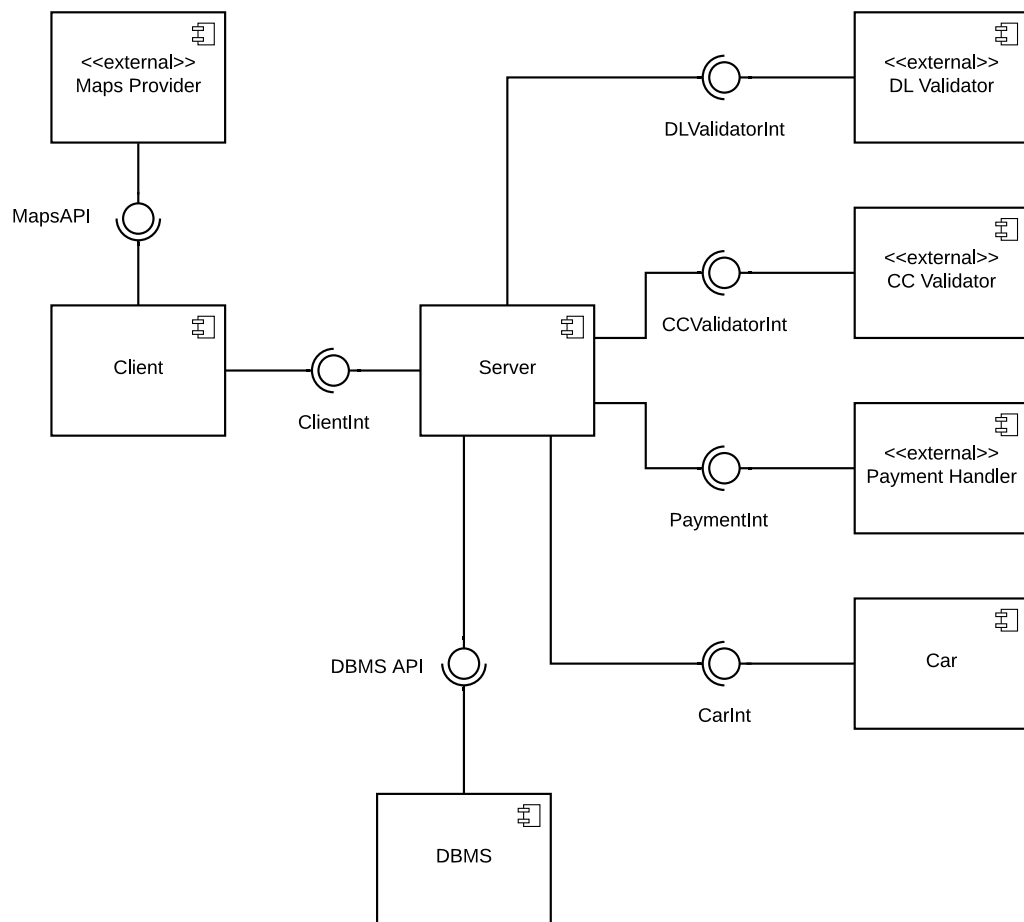 <<external>>
Maps Provider
<<external>>
DL Validator
DLValidatorInt
MapsAPI
<<external>>
CC Validator
CCValidatorInt
Client
Server
ClientInt
<<external>>
Payment Handler
PaymentInt
DBMS API
Car
CarInt
DBMS